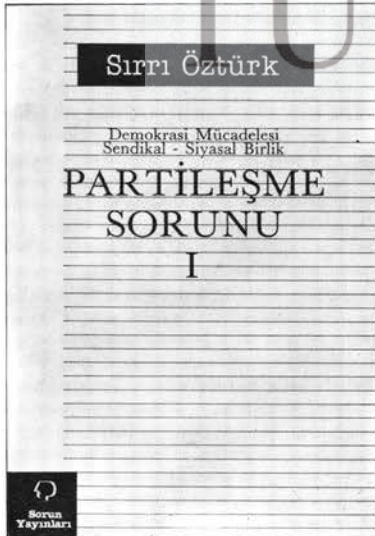 Sırrı Öztürk
Demokrasi Mücadelesi
Sendikal - Siyasal Birlik
PARTİLEŞME
SORUNU
I
Sorun
Yayınları